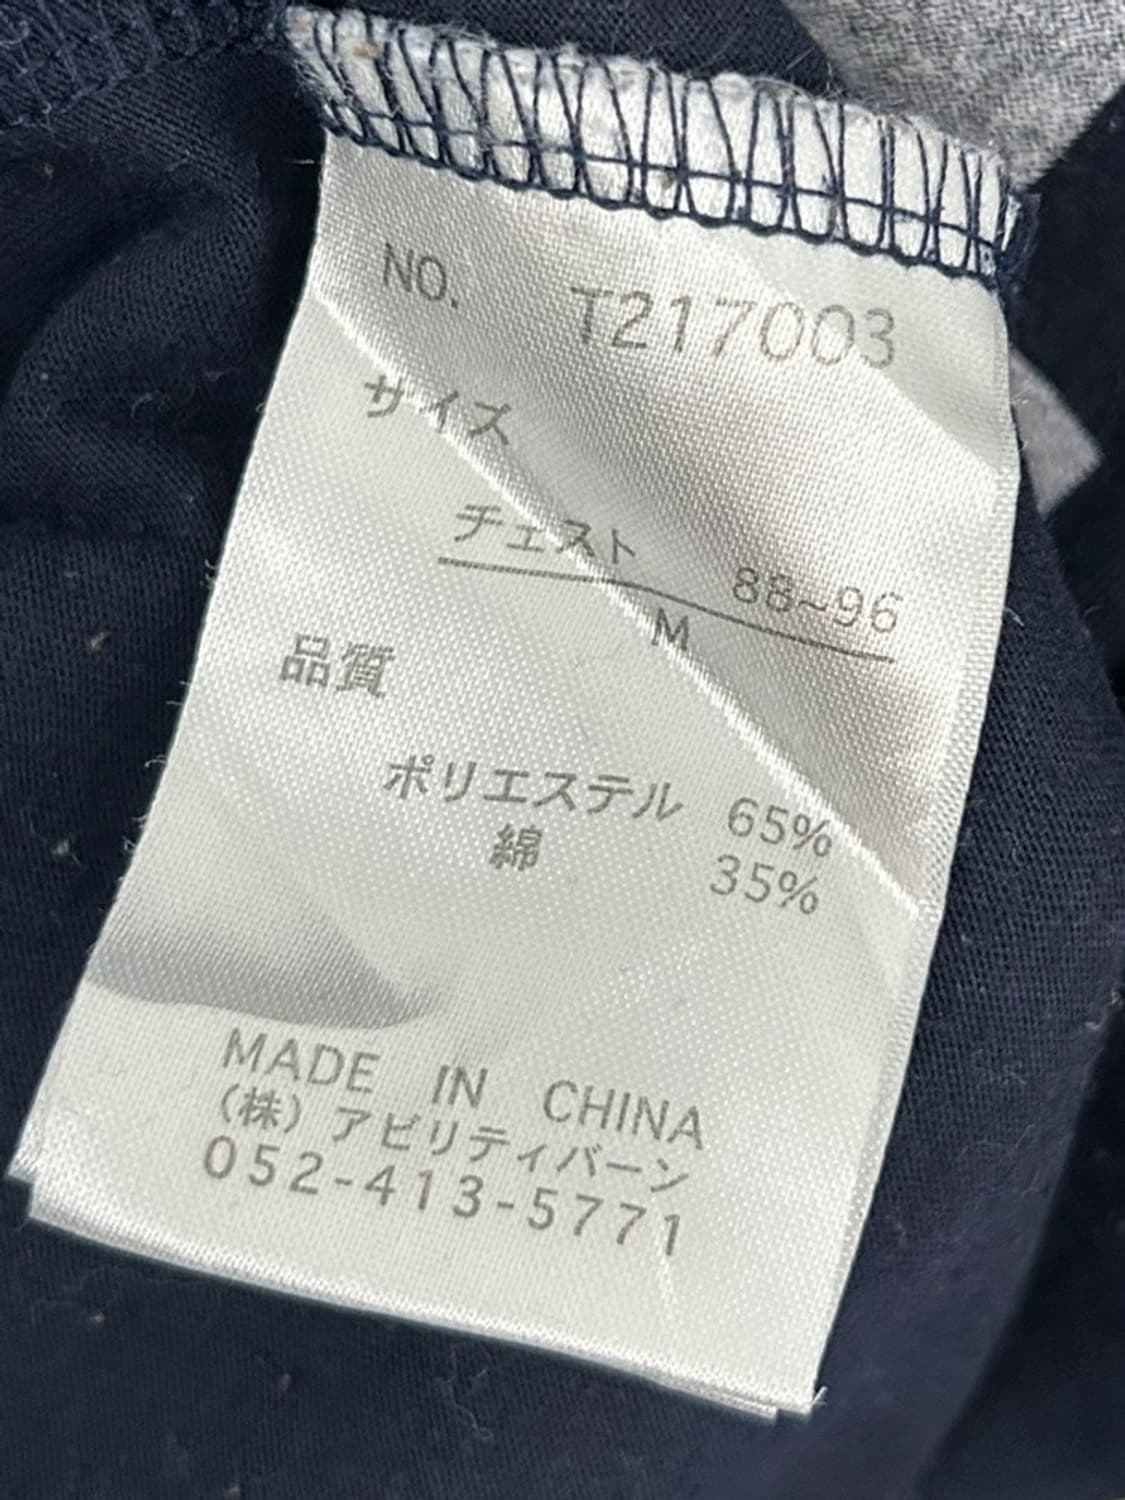 NO. T217003
サイズ
チェスト 88~96
M
品質
ポリエステル 65%
綿 35%
MADE IN CHINA
(株)アビリティバーン
052-413-5771